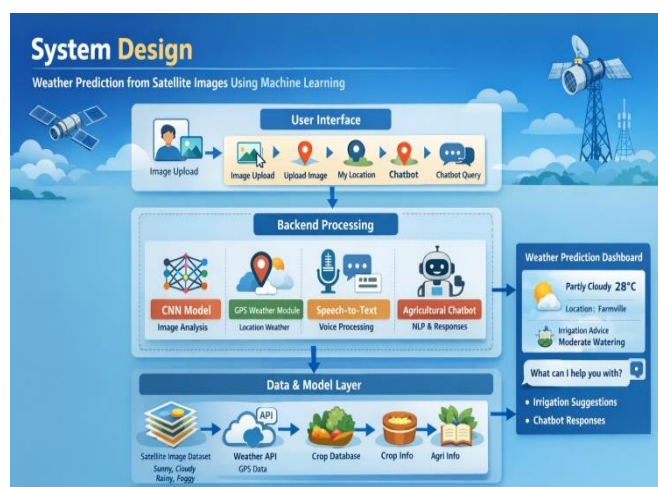 System Design
Weather Prediction from Satellite Images Using Machine Learning
User Interface
Image Upload
Image Upload
Upload Image
My Location
Chatbot
Chatbot Query
Backend Processing
CNN Model
Image Analysis
GPS Weather Module
Location Weather
Speech-to-Text
Voice Processing
Agricultural Chatbot
NLP & Responses
Weather Prediction Dashboard
Partly Cloudy 28°C
Location: Farmville
Irrigation Advice
Moderate Watering
What can I help you with?
• Irrigation Suggestions
• Chatbot Responses
Data & Model Layer
Satellite Image Dataset
Sunny, Cloudy
Rainy, Foggy
API
Weather API
GPS Data
Crop Database
Crop Info
Agri Info